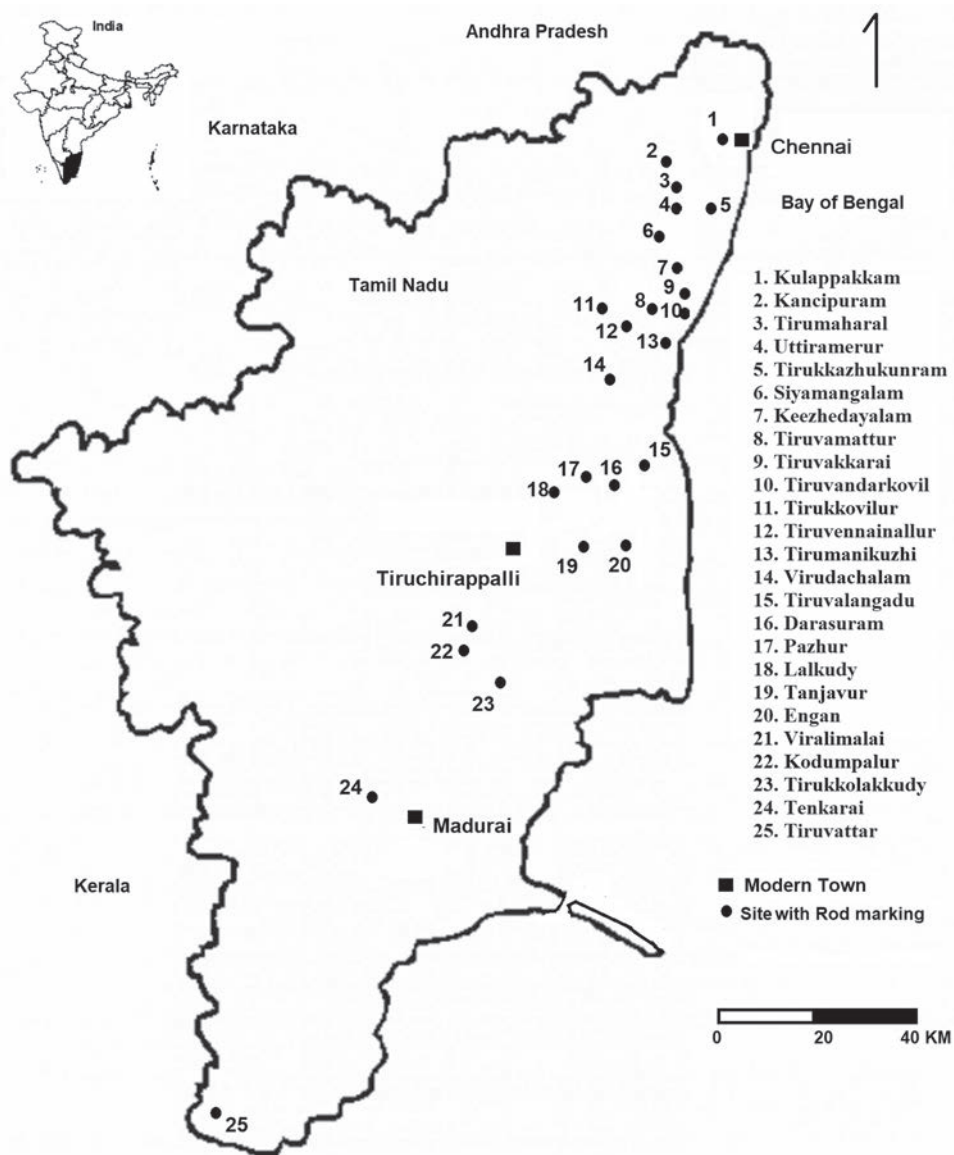 India
Andhra Pradesh
Karnataka
1
Chennai
2
3
4
5
Bay of Bengal
6
7
Tamil Nadu
9
8
10
11
12
13
14
15
16
17
18
19
20
Tiruchirappalli
21
22
23
24
Madurai
Kerala
25
1. Kulappakkam
2. Kancipuram
3. Tirumaharal
4. Uttiramerur
5. Tirukkazhukunram
6. Siyamangalam
7. Keezhedayalam
8. Tiruvamattur
9. Tiruvakkarai
10. Tiruvandarkovil
11. Tirukkovilur
12. Tiruvennainallur
13. Tirumanikuzhi
14. Virudachalam
15. Tiruvalangadu
16. Darasuram
17. Pazhur
18. Lalkudy
19. Tanjavur
20. Engan
21. Viralimalai
22. Kodumpalur
23. Tirukkolakkudy
24. Tenkarai
25. Tiruvattar
Modern Town
Site with Rod marking
0 20 40 KM